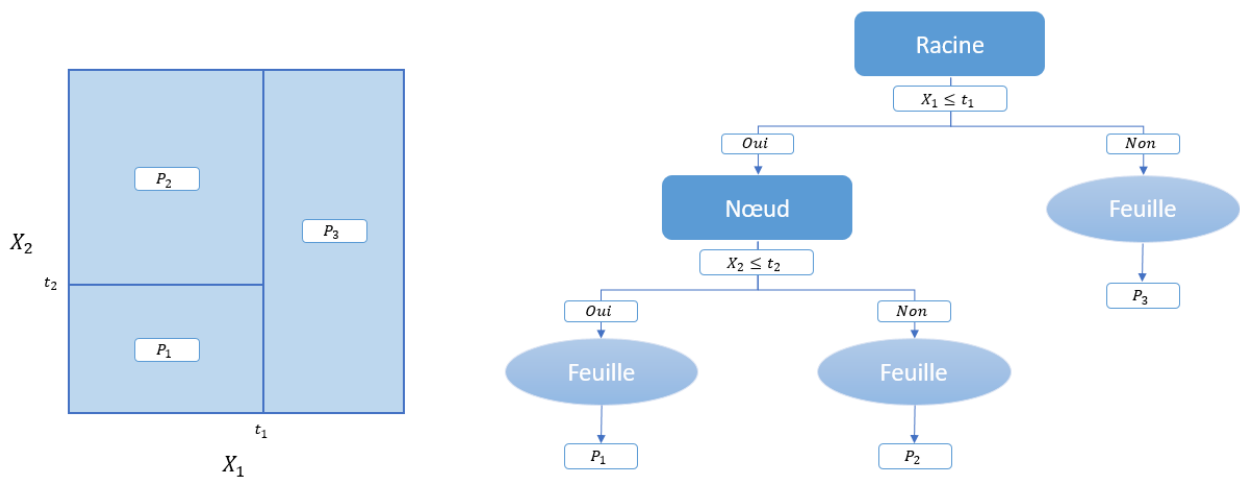 P₂
P₃
X₂
t₂
P₁
t₁
X₁
Racine
X₁ ≤ t₁
Oui
Non
Nœud
Feuille
X₂ ≤ t₂
P₃
Oui
Non
Feuille
Feuille
P₁
P₂